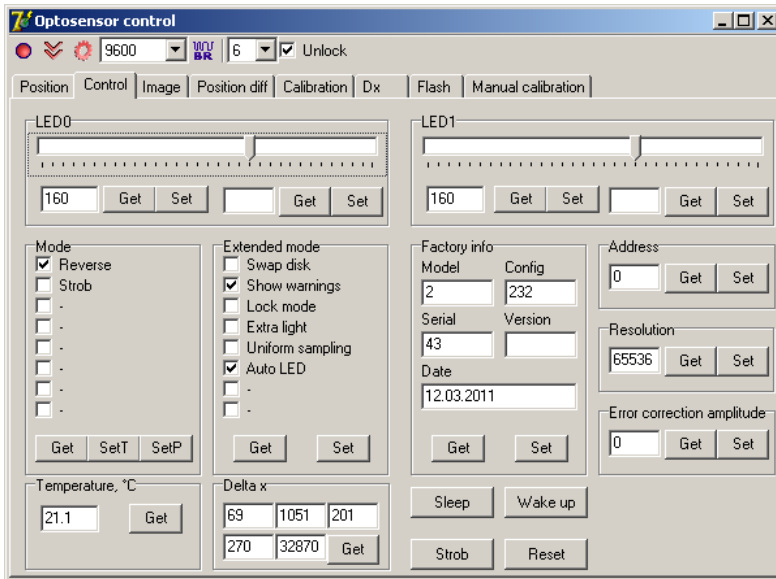 Optosensor control
9600 BR 6 Unlock
Position Control Image Position diff Calibration Dx Flash Manual calibration
LED0
160 Get Set Get Set
LED1
160 Get Set Get Set
Mode
Reverse
Strob
-
-
-
-
-
-
Get SetT SetP
Extended mode
Swap disk
Show warnings
Lock mode
Extra light
Uniform sampling
Auto LED
-
-
Get Set
Factory info
Model Config
2 232
Serial Version
43
Date
12.03.2011
Get Set
Address
0 Get Set
Resolution
65536 Get Set
Error correction amplitude
0 Get Set
Temperature, °C
21.1 Get
Delta x
69 1051 201
270 32870 Get
Sleep Wake up
Strob Reset